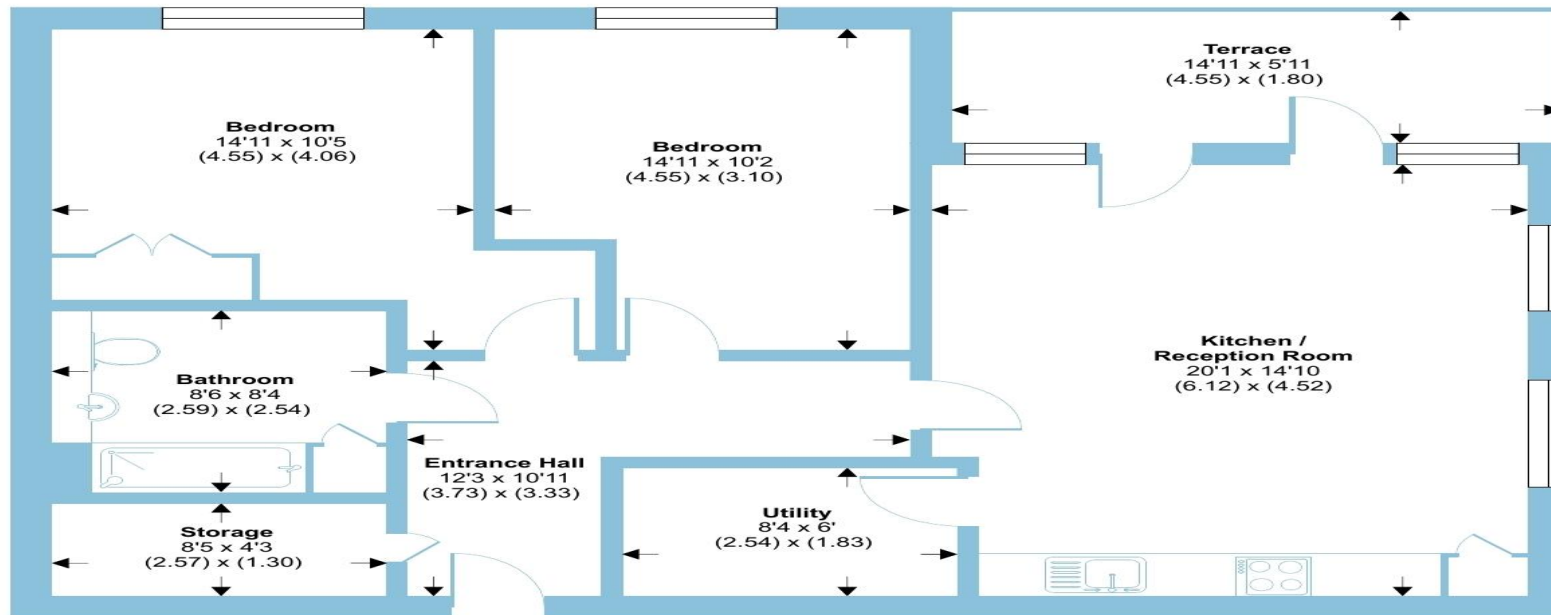 Terrace
14'11 x 5'11
(4.55) x (1.80)
Bedroom
14'11 x 10'5
(4.55) x (4.06)
Bedroom
14'11 x 10'2
(4.55) x (3.10)
Kitchen /
Reception Room
20'1 x 14'10
(6.12) x (4.52)
Bathroom
8'6 x 8'4
(2.59) x (2.54)
Entrance Hall
12'3 x 10'11
(3.73) x (3.33)
Storage
8'5 x 4'3
(2.57) x (1.30)
Utility
8'4 x 6'
(2.54) x (1.83)